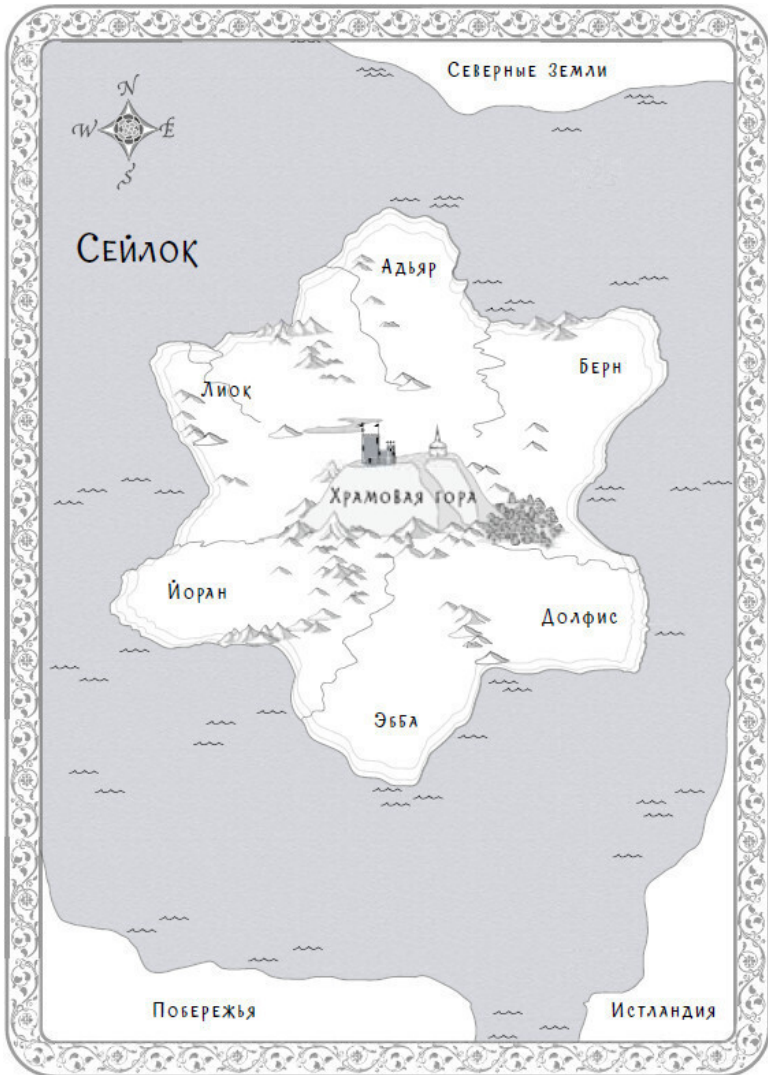 Северные земли
N
W E
S
Сейлок
Адьяр
Берн
Лиок
Храмовая гора
Йоран
Долфис
Эбба
Побережья
Истландия